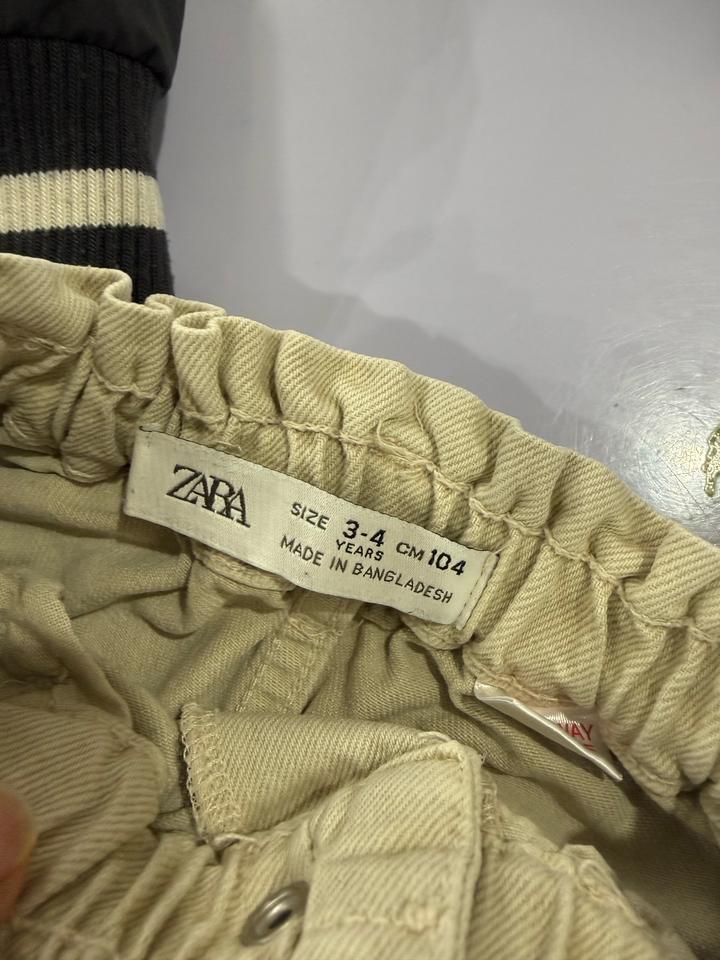 ZARA
SIZE 3-4 CM 104
YEARS
MADE IN BANGLADESH